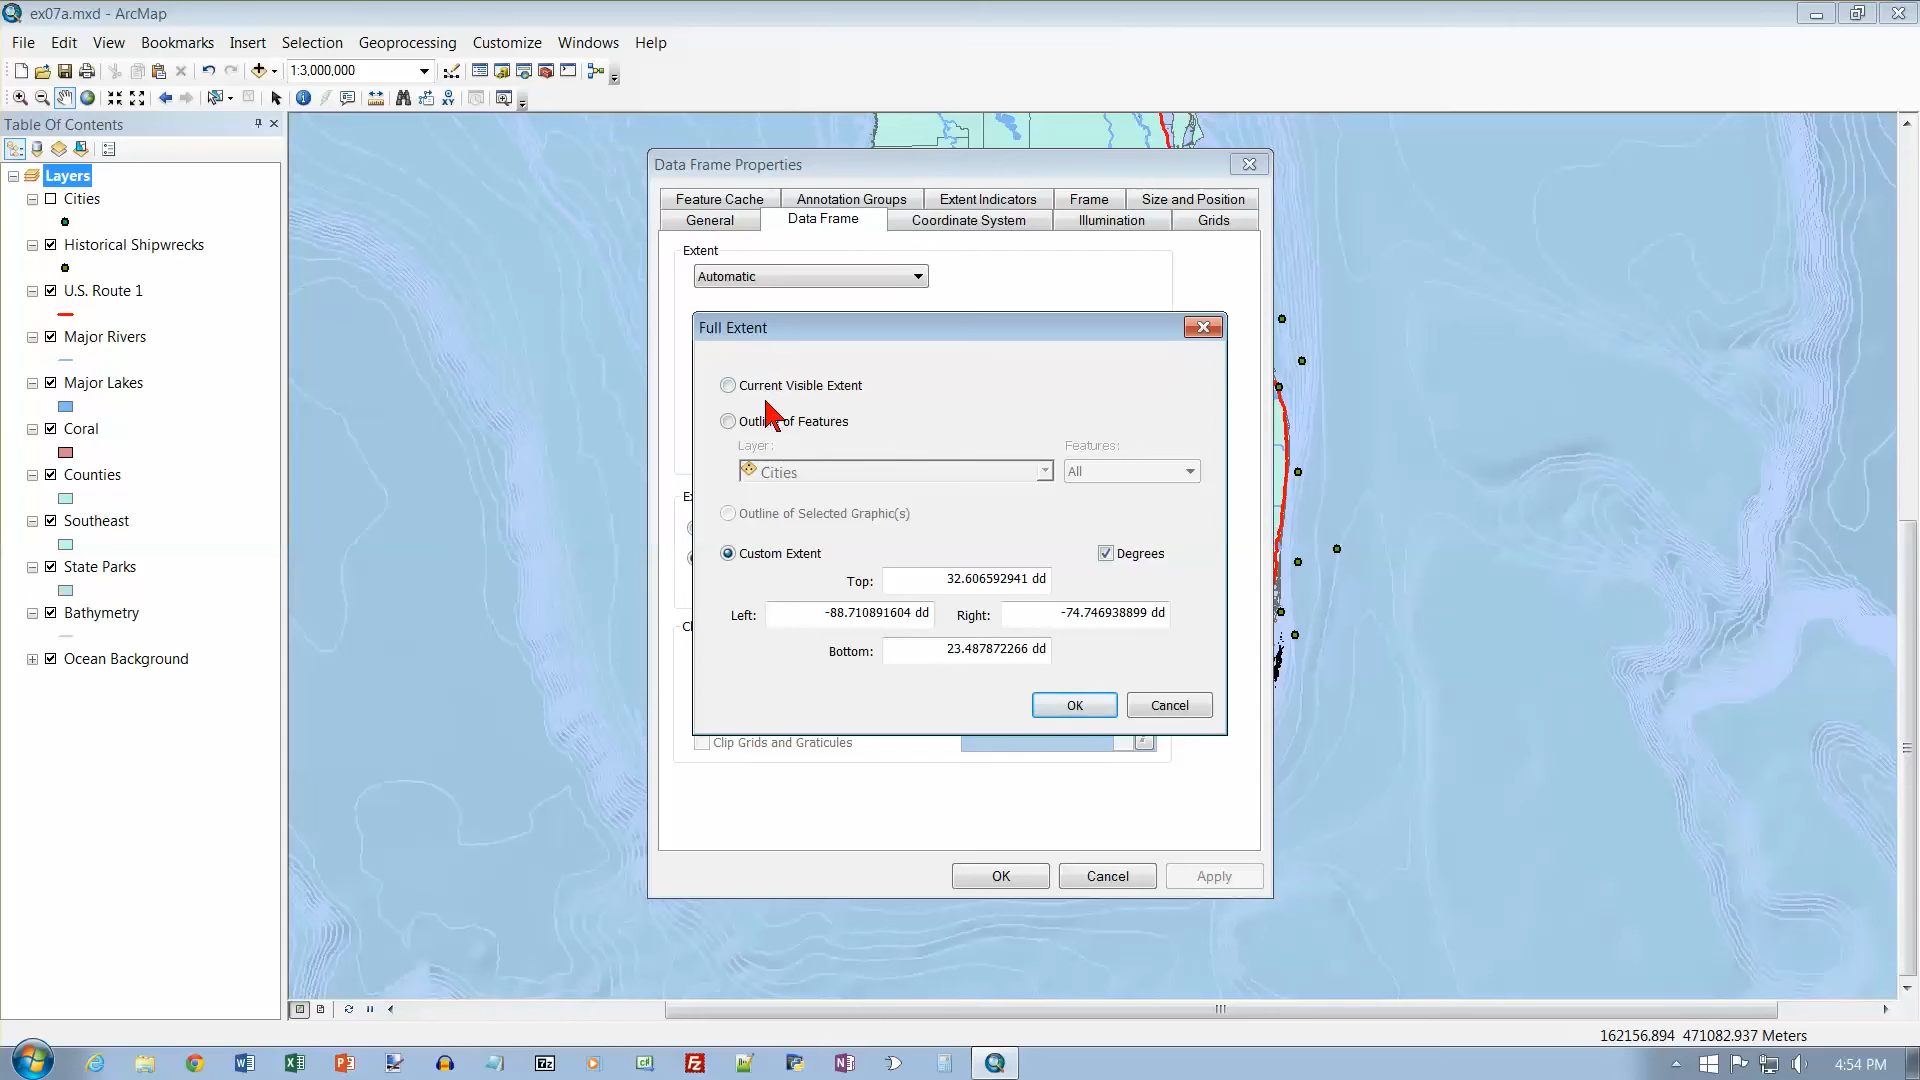 ex07a.mxd - ArcMap
File Edit View Bookmarks Insert Selection Geoprocessing Customize Windows Help
1:3,000,000
Table Of Contents
Layers
Cities
Historical Shipwrecks
U.S. Route 1
Major Rivers
Major Lakes
Coral
Counties
Southeast
State Parks
Bathymetry
Ocean Background
Data Frame Properties
Feature Cache Annotation Groups Extent Indicators Frame Size and Position
General Data Frame Coordinate System Illumination Grids
Extent
Automatic
Full Extent
Current Visible Extent
Outline of Features
Layer: Features:
Cities All
Outline of Selected Graphic(s)
Custom Extent Degrees
Top: 32.606592941 dd
Left: -88.710891604 dd Right: -74.746938899 dd
Bottom: 23.487872266 dd
OK Cancel
Clip Grids and Graticules
OK Cancel Apply
162156.894 471082.937 Meters
4:54 PM